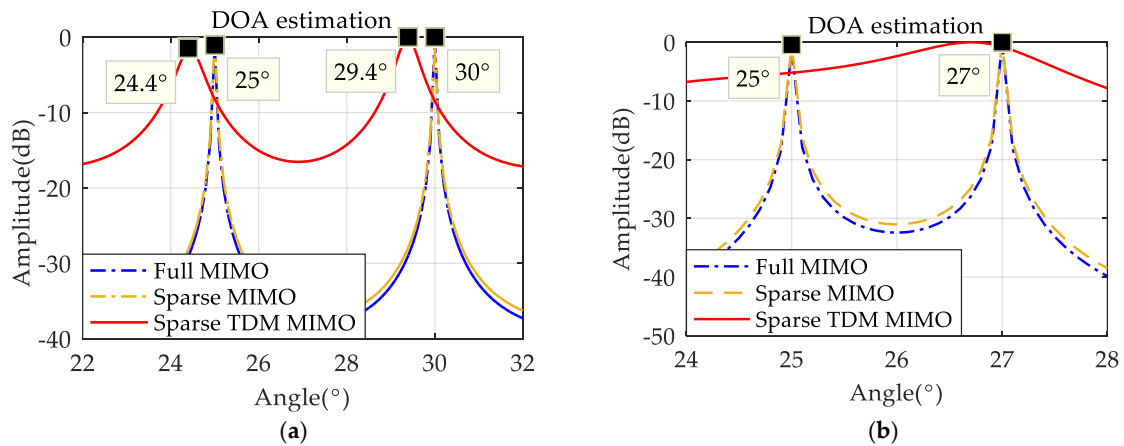 DOA estimation
0
-10
-20
-30
-40
Amplitude(dB)
24.4°
25°
29.4°
30°
Full MIMO
Sparse MIMO
Sparse TDM MIMO
22 24 26 28 30 32
Angle(°)
(a)
DOA estimation
0
-10
-20
-30
-40
-50
Amplitude(dB)
25°
27°
Full MIMO
Sparse MIMO
Sparse TDM MIMO
24 25 26 27 28
Angle(°)
(b)